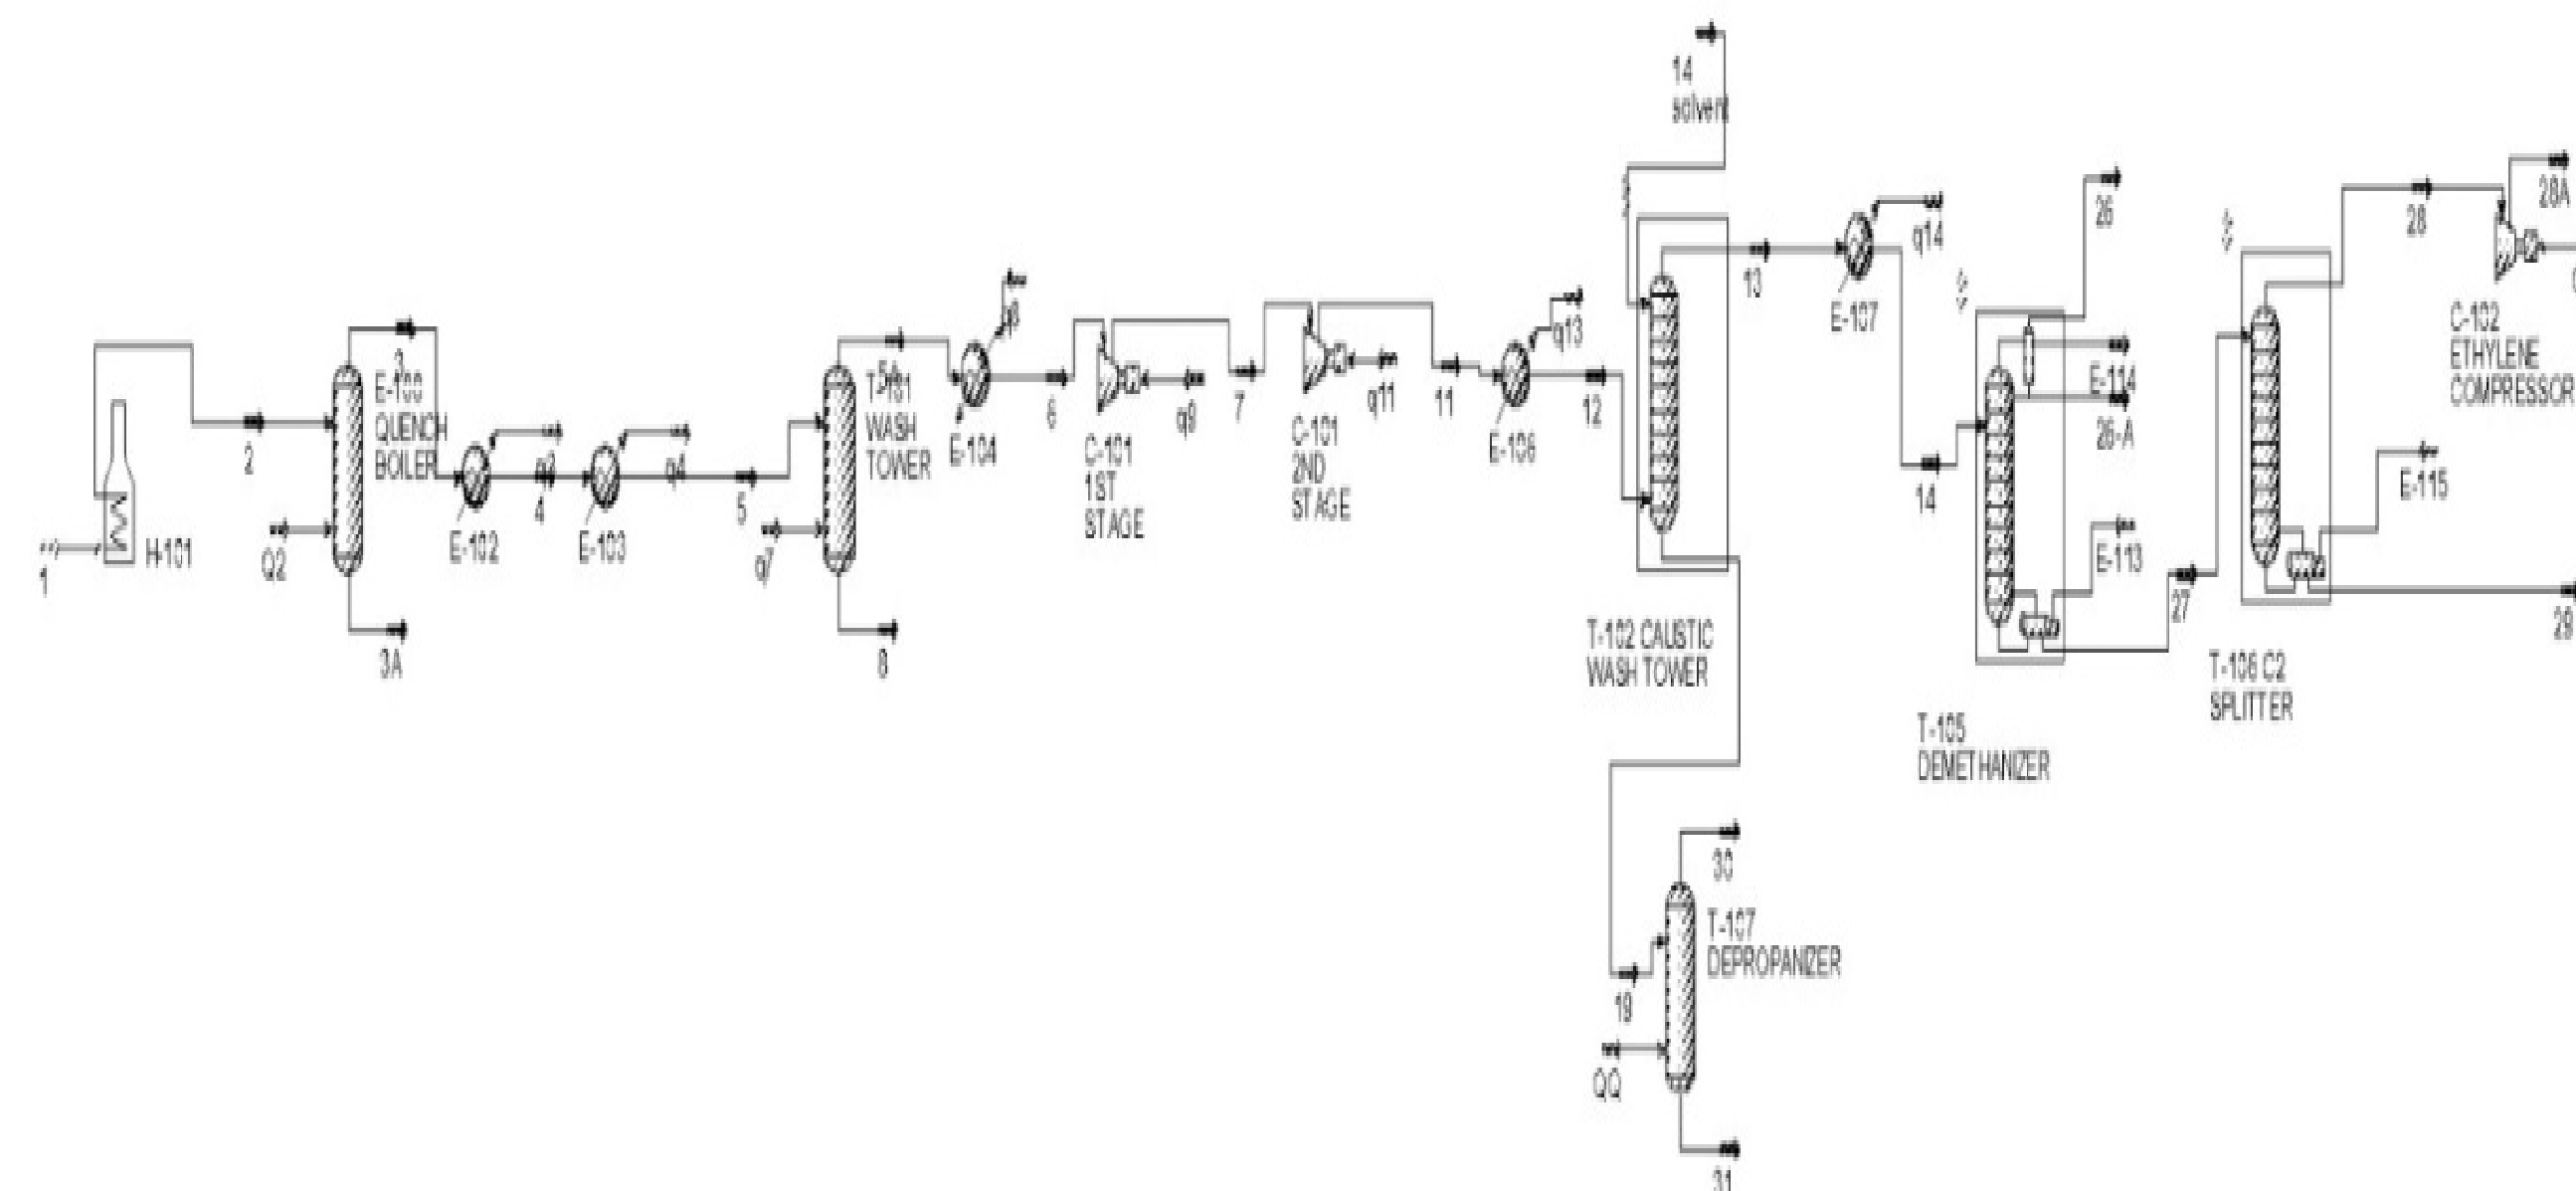 14
solvent
26
28
28A
q14
13
E-107
q8
q13
3
E-100
QUENCH
BOILER
T-101
WASH
TOWER
E-104
6
C-101
1ST
STAGE
q9
7
C-101
2ND
STAGE
q11
11
E-106
12
E-114
26-A
C-102
ETHYLENE
COMPRESSOR
2
4
q4
5
E-102
E-103
Q2
q7
1
H-101
14
E-113
E-115
27
29
3A
8
T-102 CAUSTIC
WASH TOWER
T-106 C2
SPLITTER
T-105
DEMETHANIZER
30
T-107
DEPROPANIZER
19
QQ
31